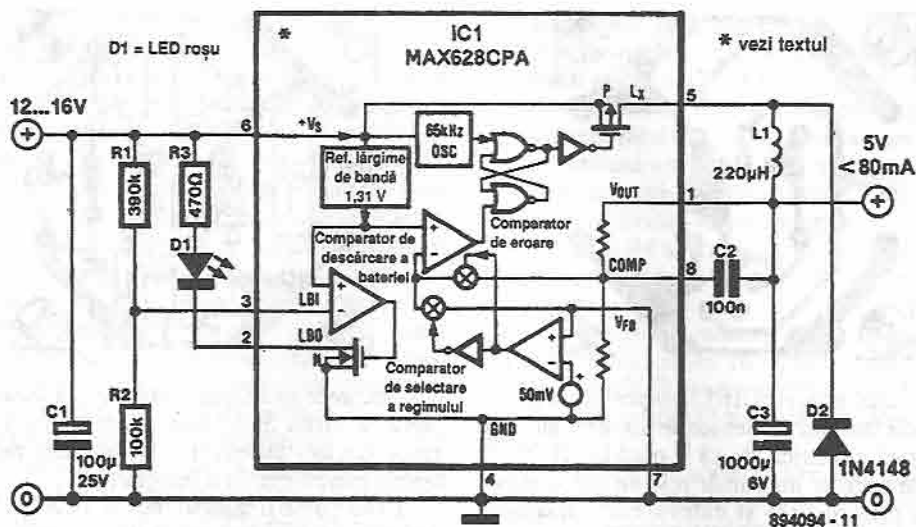 D1 = LED roșu
*
IC1
MAX628CPA
* vezi textul
12...16V
+
6
+Vs
R1
390k
R3
470Ω
D1
Ref. lărgime
de bandă
1,31 V
65kHz
OSC
P
LX
5
L1
220µH
5V
< 80mA
+
VOUT
1
Comparator
de eroare
Comparator de
descărcare a
bateriei
+
-
COMP
8
C2
100n
3
LBI
+
-
2
LBO
N
VFB
+
-
+
50mV
Comparator
de selectare
a regimului
R2
100k
C1
100µ
25V
GND
C3
1000µ
6V
D2
1N4148
0
4
7
0
894094 - 11